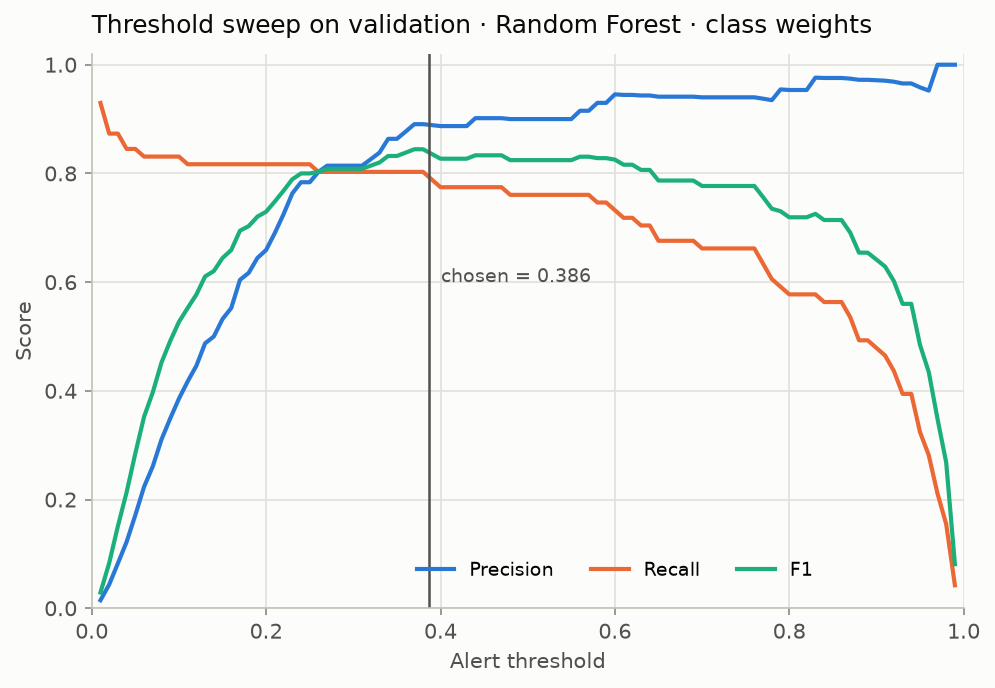 Threshold sweep on validation · Random Forest · class weights
1.0
0.8
0.6
0.4
0.2
0.0
Score
chosen = 0.386
Precision Recall F1
0.0 0.2 0.4 0.6 0.8 1.0
Alert threshold